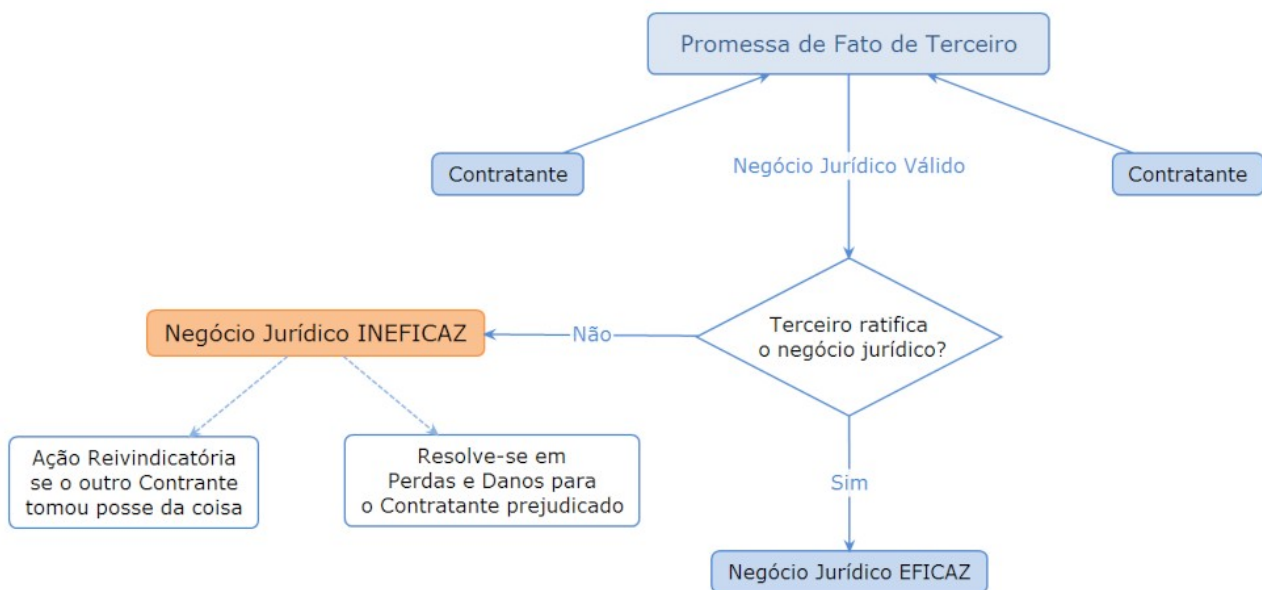 Promessa de Fato de Terceiro
Contratante
Negócio Jurídico Válido
Contratante
Negócio Jurídico INEFICAZ
Não
Terceiro ratifica
o negócio jurídico?
Ação Reivindicatória
se o outro Contrante
tomou posse da coisa
Resolve-se em
Perdas e Danos para
o Contratante prejudicado
Sim
Negócio Jurídico EFICAZ